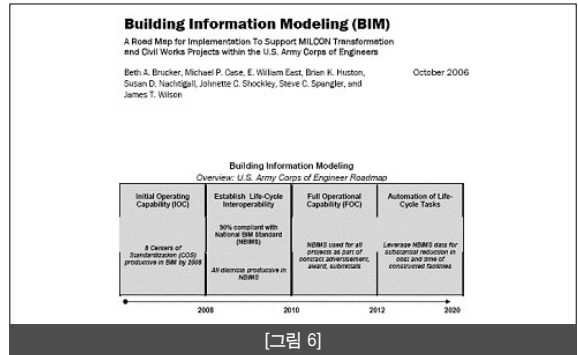 Building Information Modeling (BIM)
A Road Map for Implementation To Support MILCON Transformation
and Civil Works Projects within the U.S. Army Corps of Engineers
Beth A. Brucker, Michael P. Case, E. William East, Brian K. Huston,
Susan D. Nachtigall, Johnette C. Shockley, Steve C. Spangler, and
James T. Wilson
October 2006
Building Information Modeling
Overview: U.S. Army Corps of Engineer Roadmap
Initial Operating
Capability (IOC)
8 Centers of
Standardization (COS)
productive in BIM by 2008
Establish Life-Cycle
Interoperability
90% compliant with
National BIM Standard
(NBIMS)
All districts productive in
NBIMS
Full Operational
Capability (FOC)
NBIMS used for all
projects as part of
contract advertisement,
award, submittals
Automation of Life-
Cycle Tasks
Leverage NBIMS data for
substantial reduction in
cost and time of
constructed facilities
2008 2010 2012 2020
[그림 6]